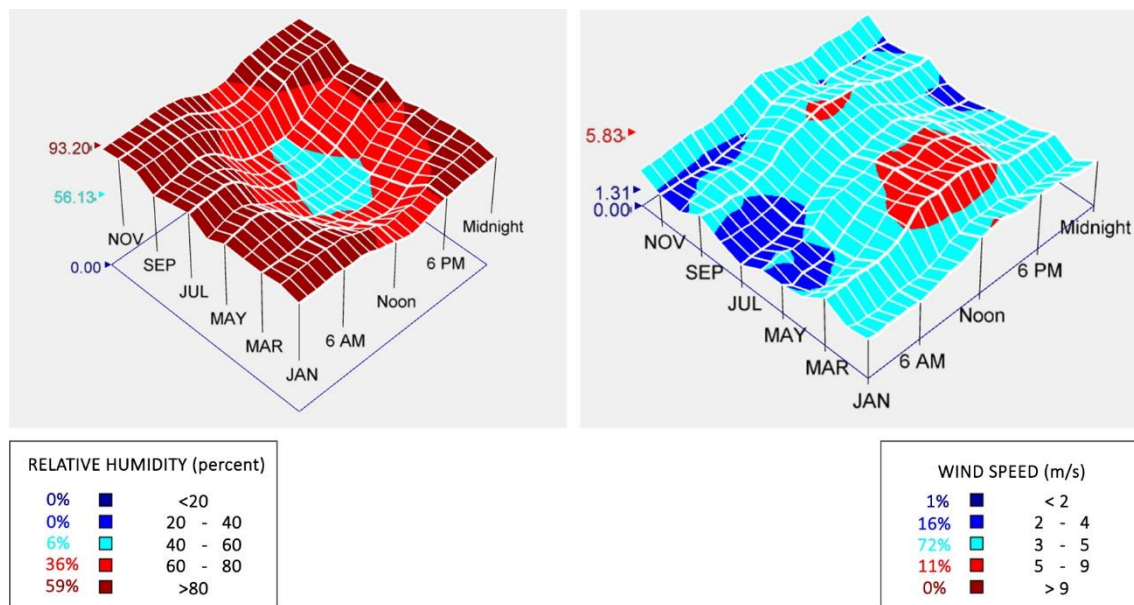 93.20
56.13
0.00
NOV
SEP
JUL
MAY
MAR
JAN
6 AM
Noon
6 PM
Midnight
5.83
1.31
0.00
NOV
SEP
JUL
MAY
MAR
JAN
6 AM
Noon
6 PM
Midnight
RELATIVE HUMIDITY (percent)
0% <20
0% 20 - 40
6% 40 - 60
36% 60 - 80
59% >80
WIND SPEED (m/s)
1% < 2
16% 2 - 4
72% 3 - 5
11% 5 - 9
0% > 9